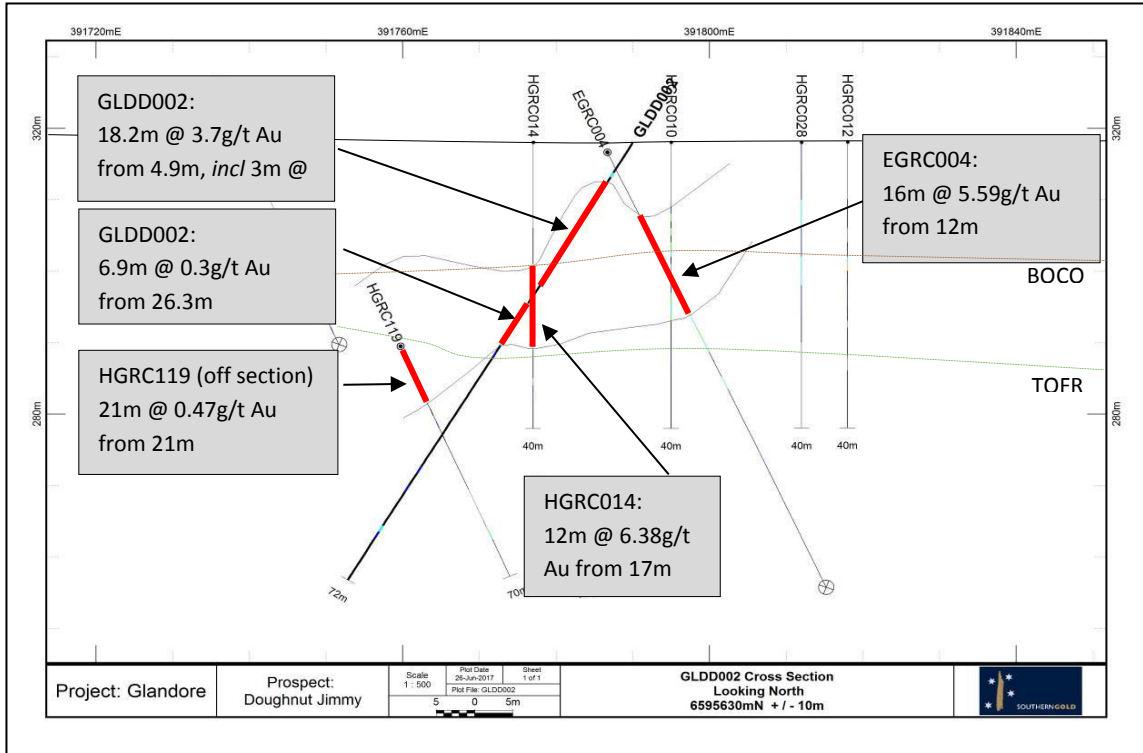 391720mE
391760mE
391800mE
391840mE
320m
320m
GLDD002:
18.2m @ 3.7g/t Au
from 4.9m, incl 3m @
GLDD002:
6.9m @ 0.3g/t Au
from 26.3m
HGRC119 (off section)
21m @ 0.47g/t Au
from 21m
HGRC014
EGRC004
GLDD002
HGRC010
HGRC028
HGRC012
EGRC004:
16m @ 5.59g/t Au
from 12m
BOCO
HGRC119
TOFR
280m
280m
40m
40m
40m
40m
HGRC014:
12m @ 6.38g/t
Au from 17m
72m
70m
Project: Glandore
Prospect:
Doughnut Jimmy
Scale
1 : 500
Plot Date
26-Jun-2017
Sheet
1 of 1
Plot File: GLDD002
5 0 5m
GLDD002 Cross Section
Looking North
6595630mN + / - 10m
SOUTHERNGOLD